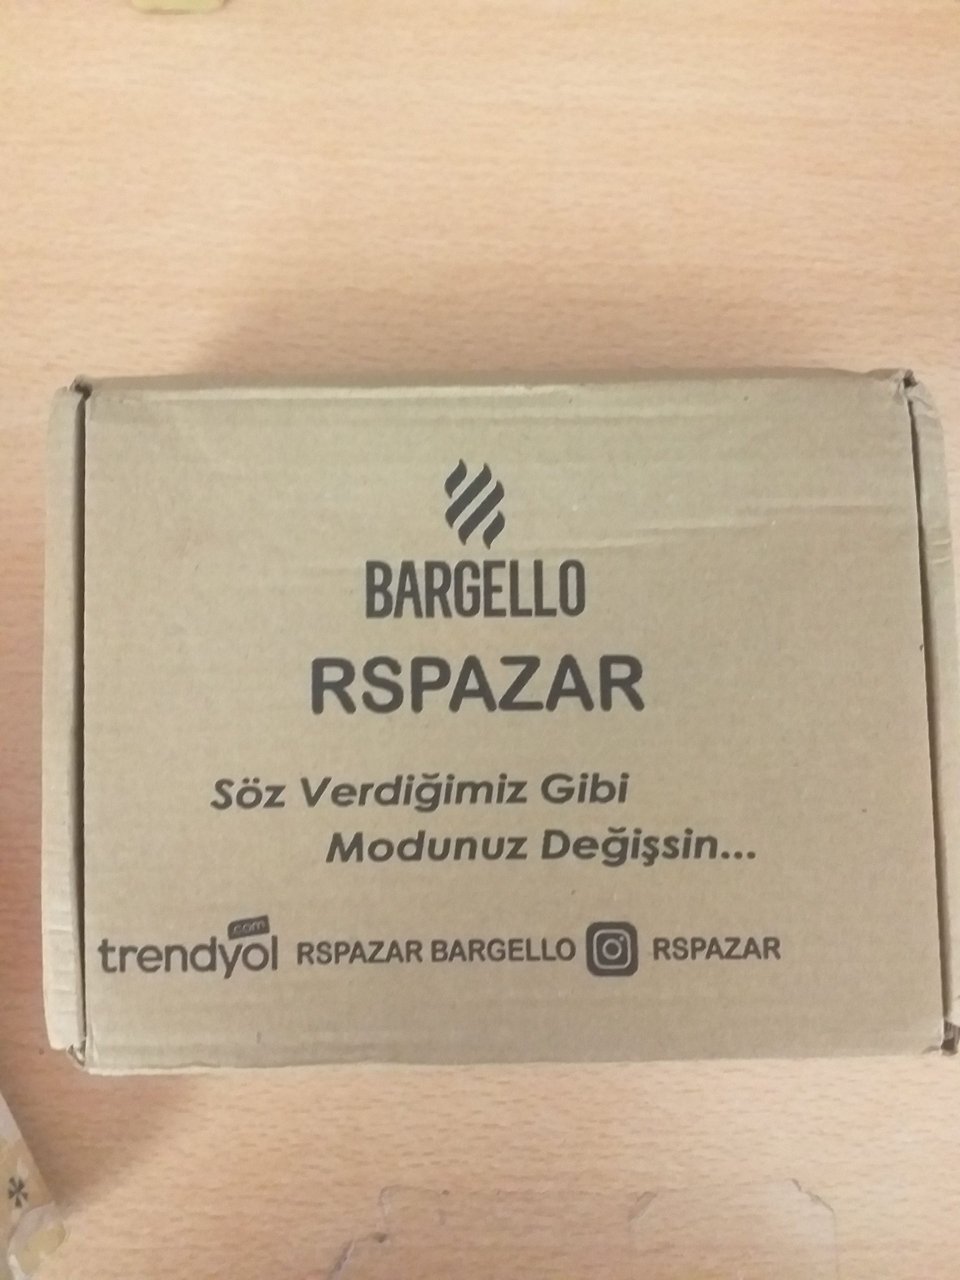 BARGELLO
RSPAZAR
Söz Verdiğimiz Gibi
Modunuz Değişsin...
trendyol.com RSPAZAR BARGELLO RSPAZAR